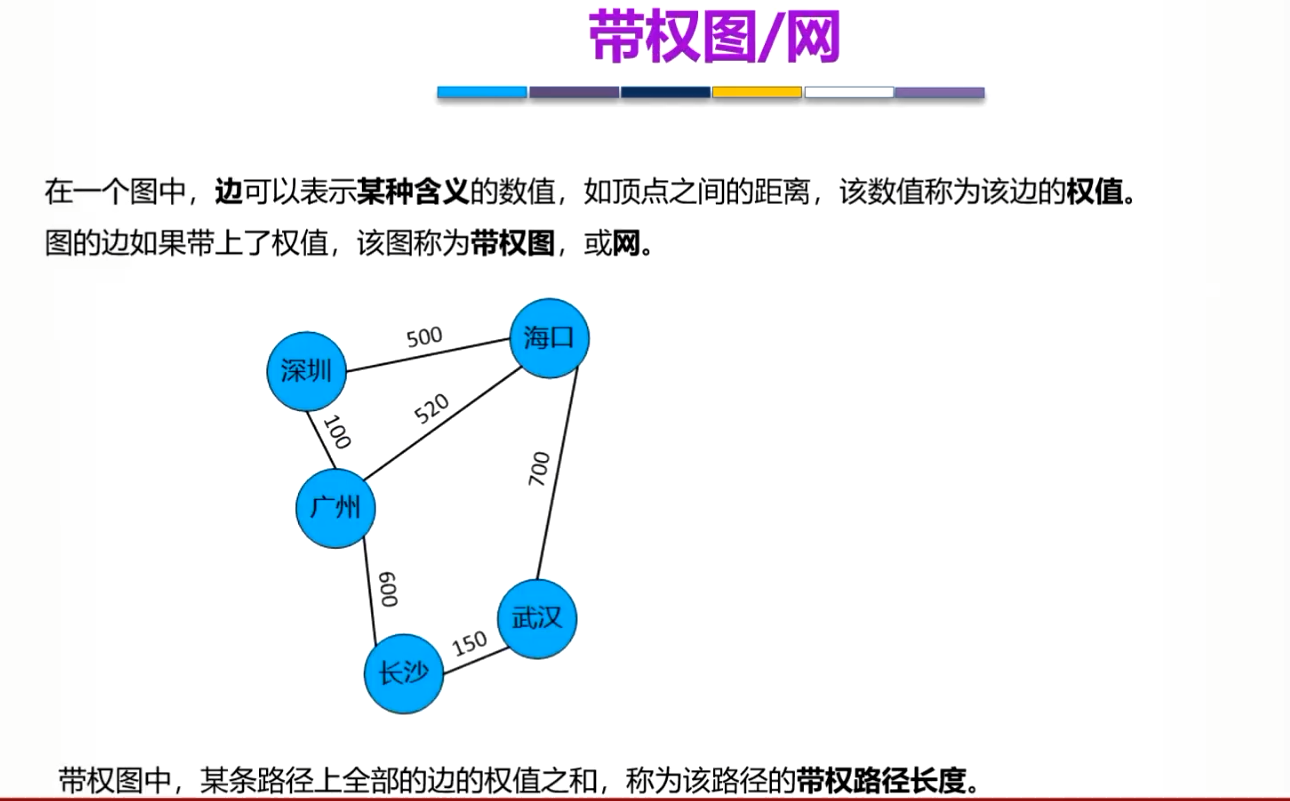 带权图/网
在一个图中，边可以表示某种含义的数值，如顶点之间的距离，该数值称为该边的权值。
图的边如果带上了权值，该图称为带权图，或网。
500
海口
深圳
520
100
700
广州
600
武汉
150
长沙
带权图中，某条路径上全部的边的权值之和，称为该路径的带权路径长度。